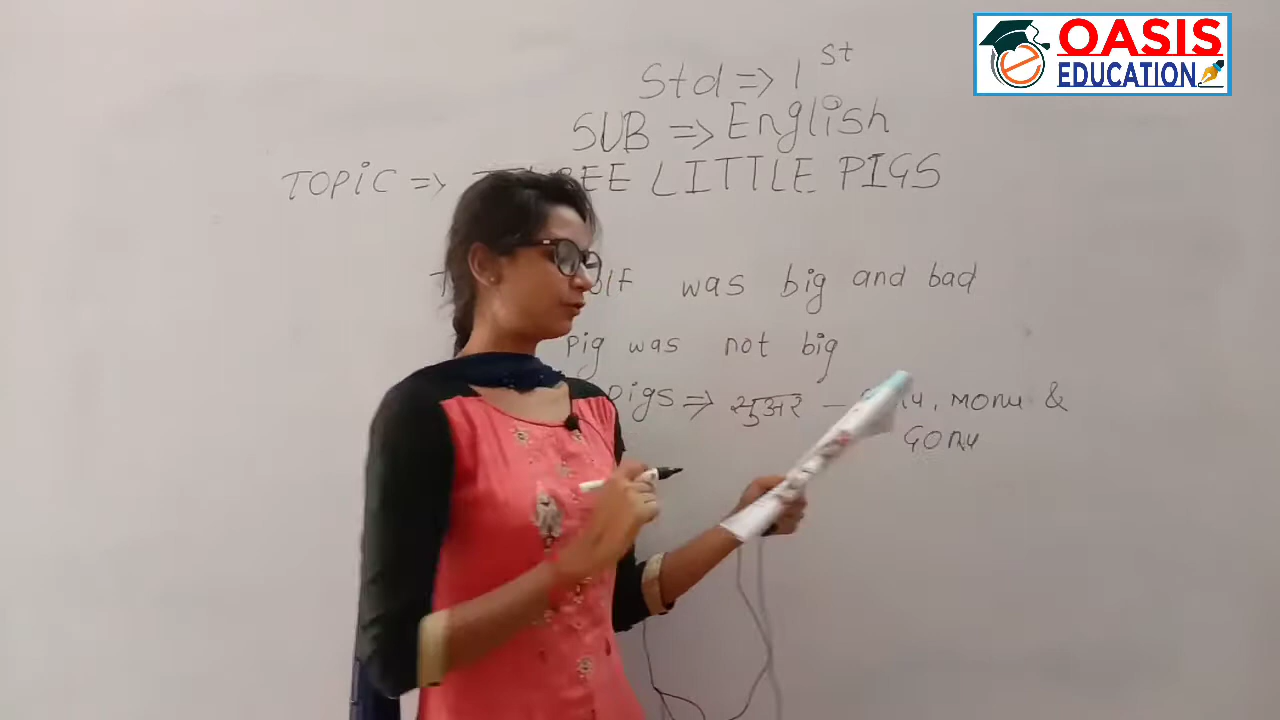 OASIS
EDUCATION
Std => 1st
SUB => English
TOPIC => LITTLE PIGS
was big and bad
pig was not big
pigs => सुअर - monu &
Gonu